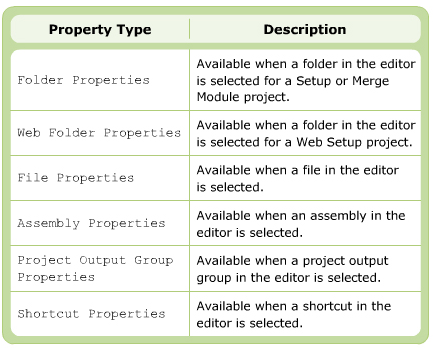 Property Type Description
Folder Properties
Available when a folder in the editor
is selected for a Setup or Merge
Module project.
Web Folder Properties
Available when a folder in the editor
is selected for a Web Setup project.
File Properties
Available when a file in the editor
is selected.
Assembly Properties
Available when an assembly in the
editor is selected.
Project Output Group
Properties
Available when a project output
group in the editor is selected.
Shortcut Properties
Available when a shortcut in the
editor is selected.